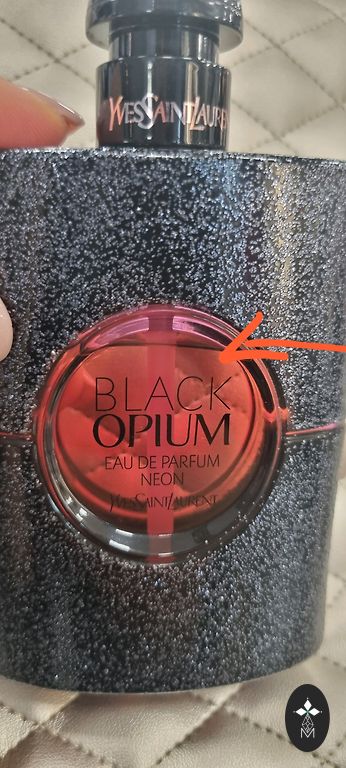 YVESSAINTLAURENT
BLACK
OPIUM
EAU DE PARFUM
NEON
YVESSAINTLAURENT